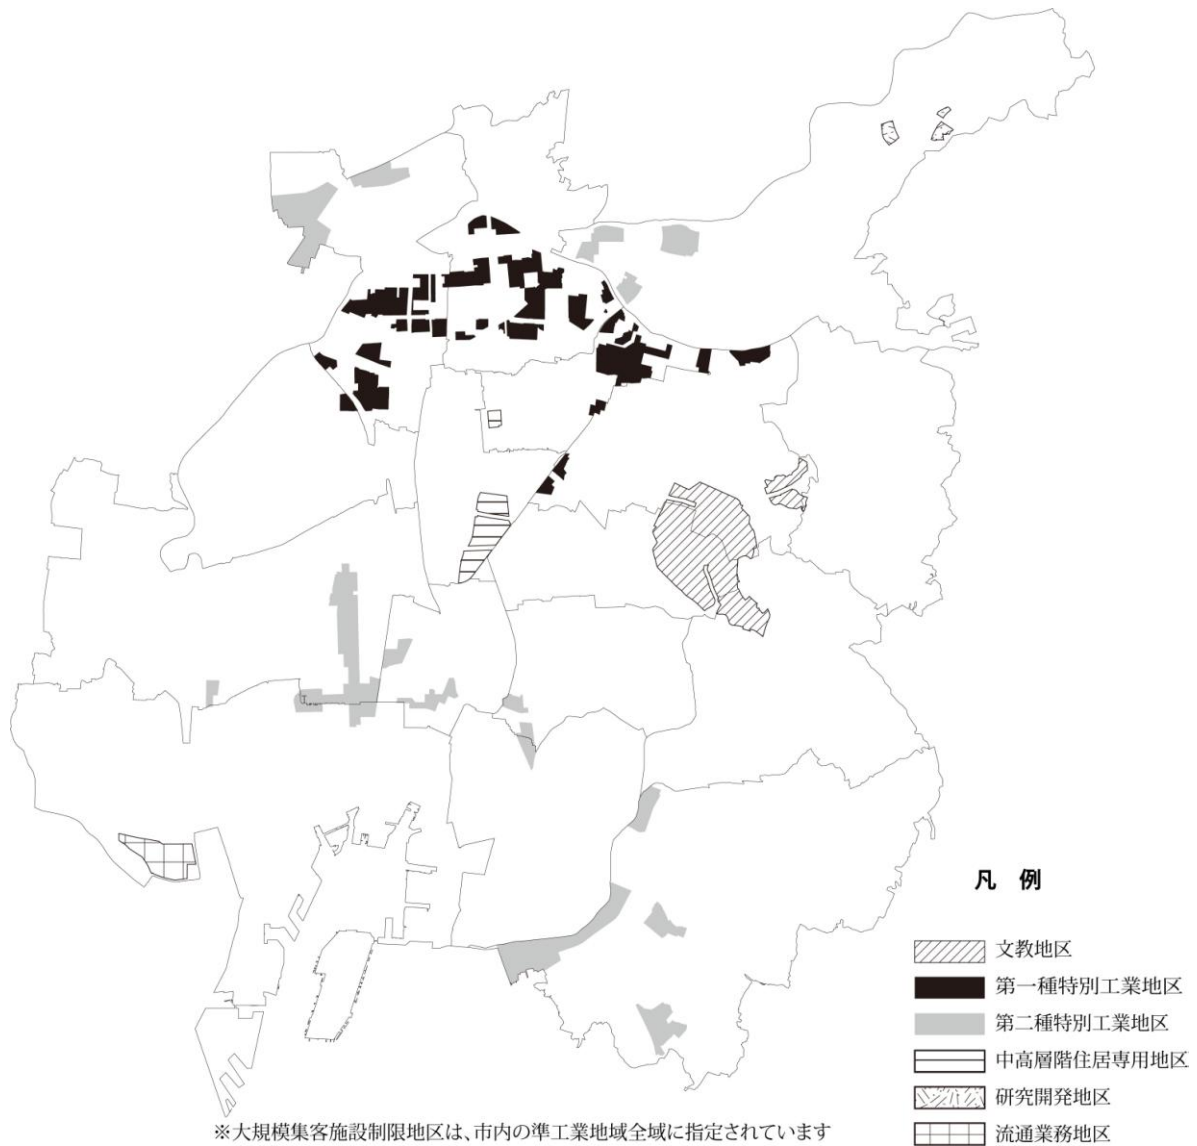 凡 例
文教地区
第一種特別工業地区
第二種特別工業地区
中高層階住居専用地区
研究開発地区
流通業務地区
※大規模集客施設制限地区は、市内の準工業地域全域に指定されています